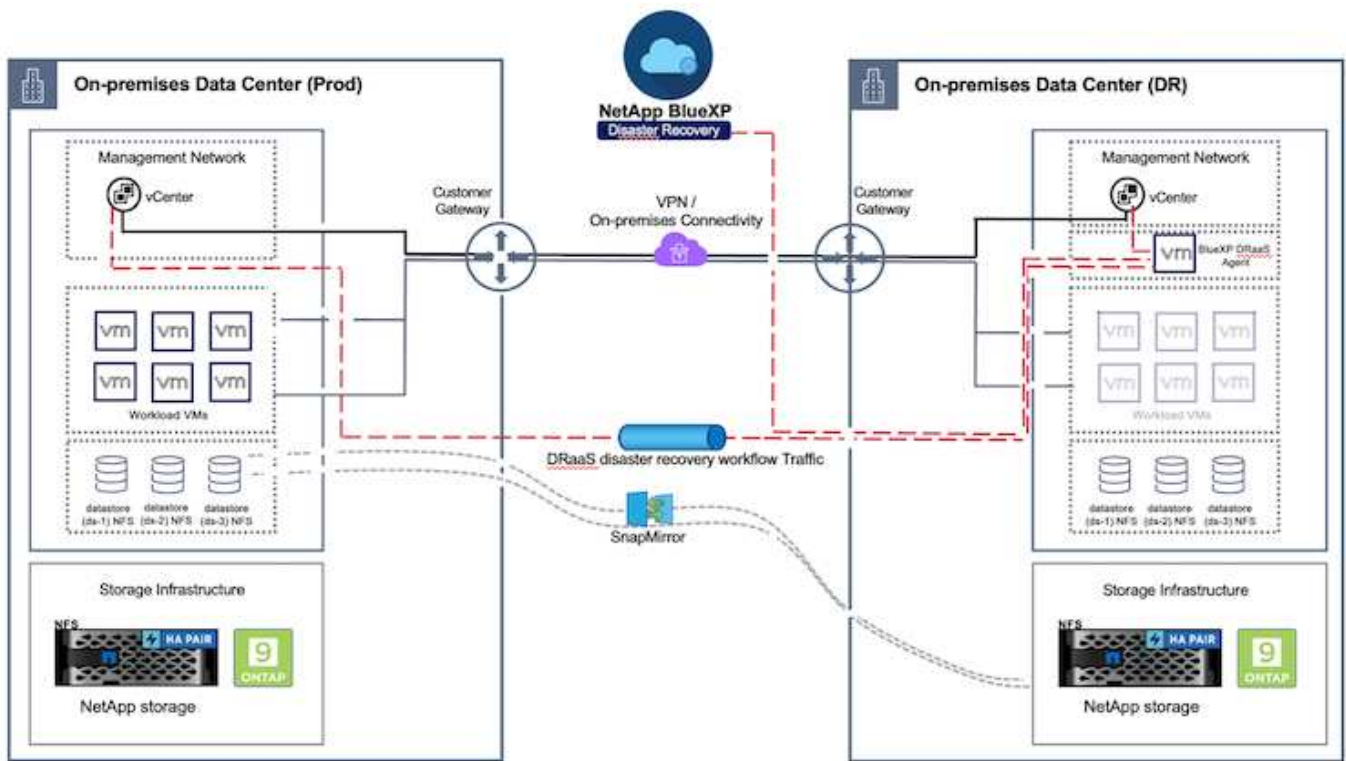 NetApp BlueXP
Disaster Recovery
On-premises Data Center (Prod)
Management Network
vCenter
Customer
Gateway
vm
vm
vm
vm
vm
vm
Workload VMs
datastore
(ds-1) NFS
datastore
(ds-2) NFS
datastore
(ds-3) NFS
Storage Infrastructure
NFS
HA PAIR
9
ONTAP
NetApp storage
VPN /
On-premises Connectivity
DRaaS disaster recovery workflow Traffic
SnapMirror
On-premises Data Center (DR)
Customer
Gateway
Management Network
vCenter
vm
BlueXP DRaaS
Agent
vm
vm
vm
vm
vm
vm
Workload VMs
datastore
(ds-1) NFS
datastore
(ds-2) NFS
datastore
(ds-3) NFS
Storage Infrastructure
NFS
HA PAIR
9
ONTAP
NetApp storage